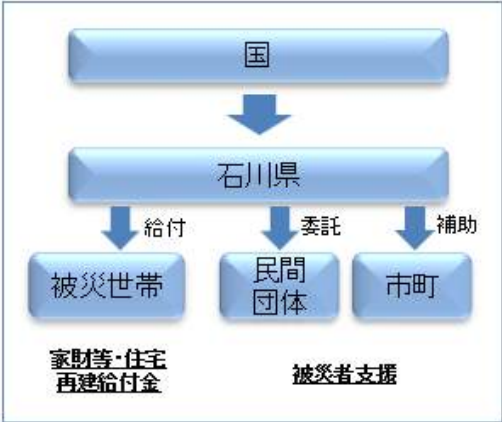 国
石川県
給付
委託
補助
被災世帯
民間
団体
市町
家財等・住宅
再建給付金
被災者支援